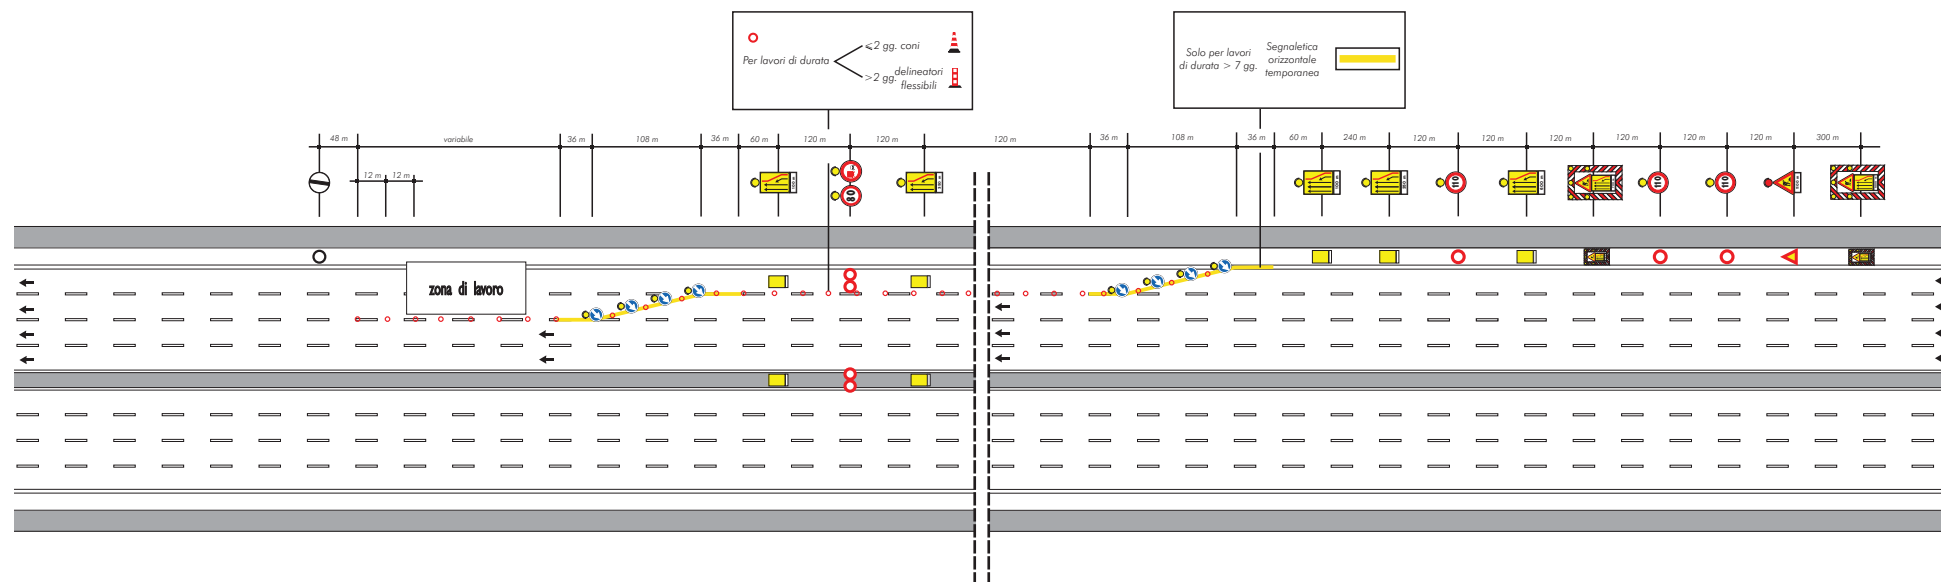 <2 gg. coni
Per lavori di durata
>2 gg.
delineatori
flessibili
Solo per lavori
di durata > 7 gg.
Segnaletica
orizzontale
temporanea
48 m
variabile
36 m
108 m
36 m
60 m
120 m
120 m
120 m
36 m
108 m
36 m
60 m
240 m
120 m
120 m
120 m
120 m
120 m
120 m
300 m
12 m
12 m
80
110
110
110
zona di lavoro